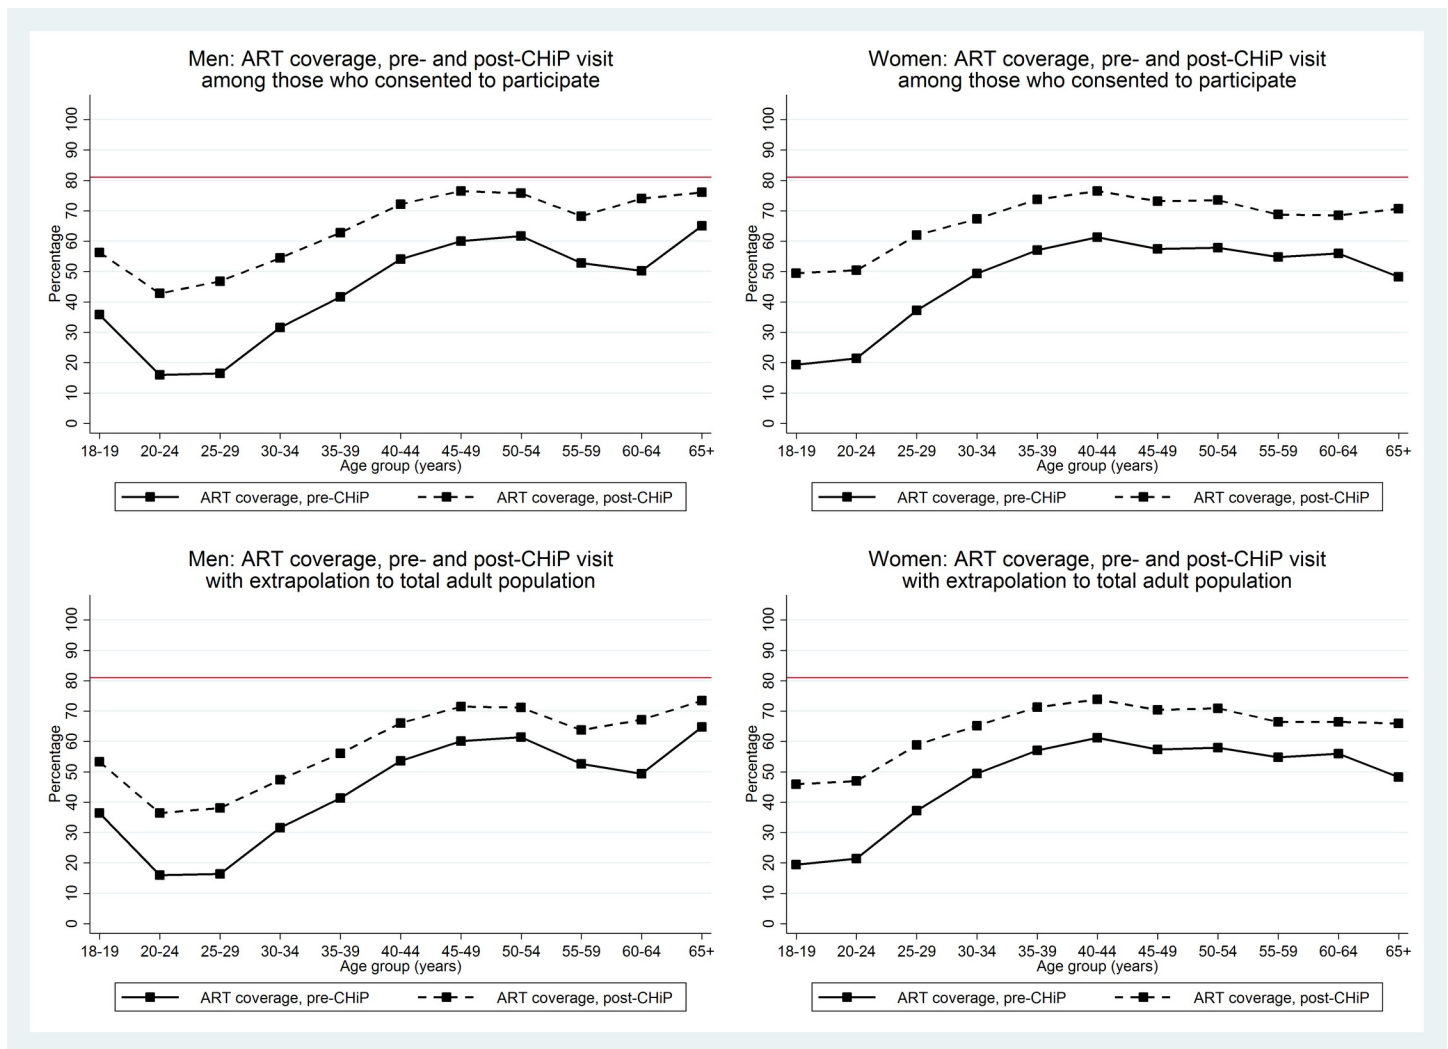 Men: ART coverage, pre- and post-CHiP visit
among those who consented to participate
Percentage
100
90
80
70
60
50
40
30
20
10
0
18-19 20-24 25-29 30-34 35-39 40-44 45-49 50-54 55-59 60-64 65+
Age group (years)
ART coverage, pre-CHiP ART coverage, post-CHiP
Women: ART coverage, pre- and post-CHiP visit
among those who consented to participate
Percentage
100
90
80
70
60
50
40
30
20
10
0
18-19 20-24 25-29 30-34 35-39 40-44 45-49 50-54 55-59 60-64 65+
Age group (years)
ART coverage, pre-CHiP ART coverage, post-CHiP
Men: ART coverage, pre- and post-CHiP visit
with extrapolation to total adult population
Percentage
100
90
80
70
60
50
40
30
20
10
0
18-19 20-24 25-29 30-34 35-39 40-44 45-49 50-54 55-59 60-64 65+
Age group (years)
ART coverage, pre-CHiP ART coverage, post-CHiP
Women: ART coverage, pre- and post-CHiP visit
with extrapolation to total adult population
Percentage
100
90
80
70
60
50
40
30
20
10
0
18-19 20-24 25-29 30-34 35-39 40-44 45-49 50-54 55-59 60-64 65+
Age group (years)
ART coverage, pre-CHiP ART coverage, post-CHiP